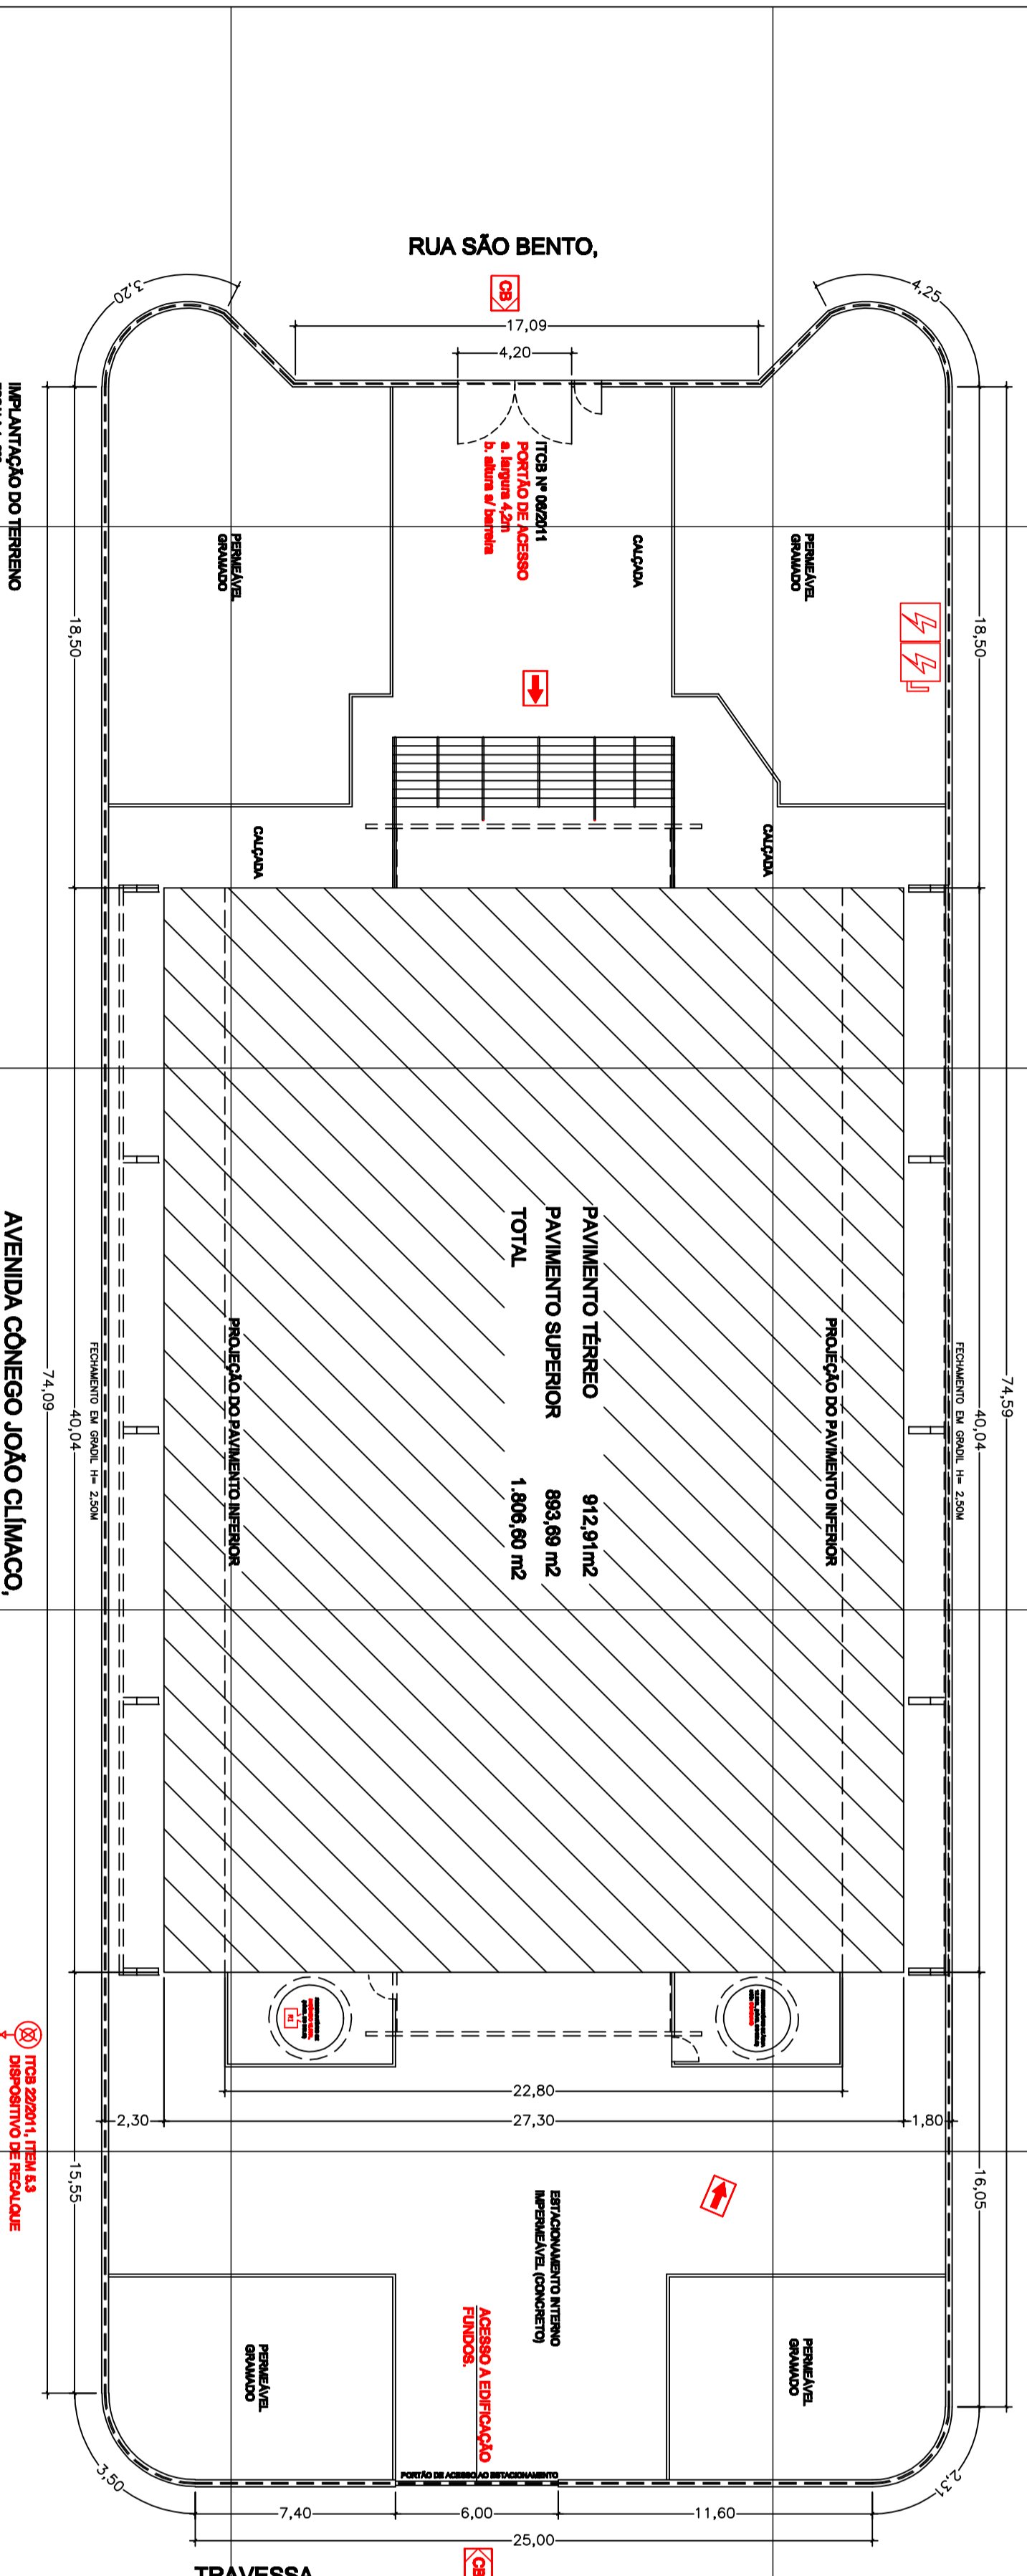 RUA SÃO BENTO,
CB
3,20
4,25
17,09
4,20
ITCB Nº 06/2011
PORTÃO DE ACESSO
a. largura 4,2m
b. altura s/ barreira
IMPLANTAÇÃO DO TERRENO
PERMEÁVEL
GRAMADO
CALÇADA
PERMEÁVEL
GRAMADO
18,50
18,50
CALÇADA
CALÇADA
PAVIMENTO TÉRREO 912,91m2
PAVIMENTO SUPERIOR 893,69 m2
TOTAL 1.806,60 m2
PROJEÇÃO DO PAVIMENTO INFERIOR
PROJEÇÃO DO PAVIMENTO INFERIOR
FECHAMENTO EM GRADIL H= 2,50M
FECHAMENTO EM GRADIL H= 2,50M
74,59
40,04
74,09
40,04
AVENIDA CÔNEGO JOÃO CLÍMACO,
22,80
2,30
27,30
1,80
15,55
16,05
ITCB 22/2011, ITEM 5.3
DISPOSITIVO DE RECALQUE
ESTACIONAMENTO INTERNO
IMPERMEÁVEL (CONCRETO)
ACESSO A EDIFICAÇÃO
FUNDOS.
PERMEÁVEL
GRAMADO
PERMEÁVEL
GRAMADO
PORTÃO DE ACESSO AO ESTACIONAMENTO
3,50
2,31
7,40
6,00
11,60
25,00
CB
TRAVESSA